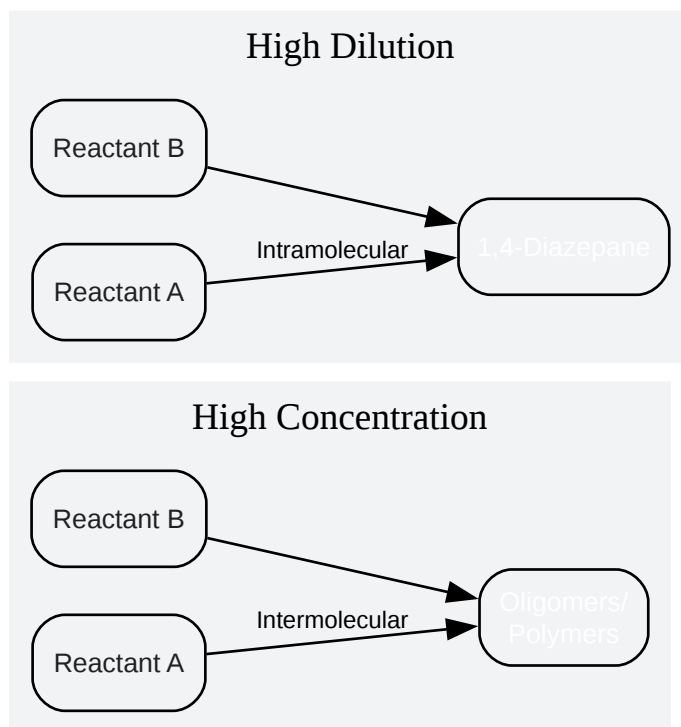 High Dilution
Reactant B
Intramolecular
1,4-Diazepane
Reactant A
High Concentration
Reactant B
Oligomers/
Polymers
Intermolecular
Reactant A